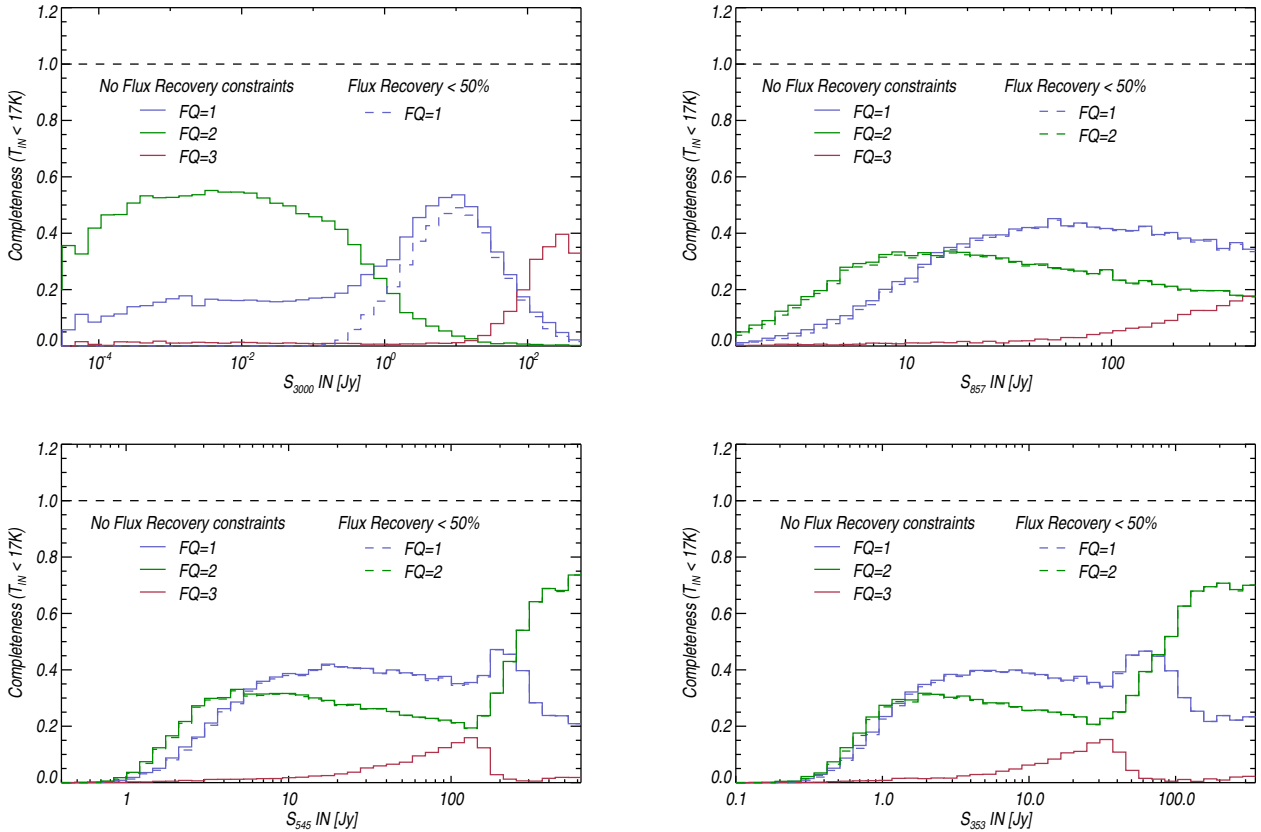 1.2
1.0
0.8
0.6
0.4
0.2
0.0
Completeness (T_IN < 17K)
No Flux Recovery constraints
FQ=1
FQ=2
FQ=3
Flux Recovery < 50%
FQ=1
10^-4
10^-2
10^0
10^2
S_3000 IN [Jy]
1.2
1.0
0.8
0.6
0.4
0.2
0.0
Completeness (T_IN < 17K)
No Flux Recovery constraints
FQ=1
FQ=2
FQ=3
Flux Recovery < 50%
FQ=1
FQ=2
10
100
S_857 IN [Jy]
1.2
1.0
0.8
0.6
0.4
0.2
0.0
Completeness (T_IN < 17K)
No Flux Recovery constraints
FQ=1
FQ=2
FQ=3
Flux Recovery < 50%
FQ=1
FQ=2
1
10
100
S_545 IN [Jy]
1.2
1.0
0.8
0.6
0.4
0.2
0.0
Completeness (T_IN < 17K)
No Flux Recovery constraints
FQ=1
FQ=2
FQ=3
Flux Recovery < 50%
FQ=1
FQ=2
0.1
1.0
10.0
100.0
S_353 IN [Jy]